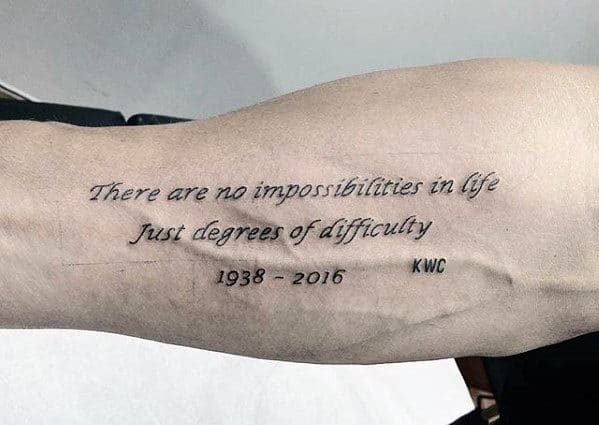 There are no impossibilities in life
Just degrees of difficulty
1938 - 2016
KWC